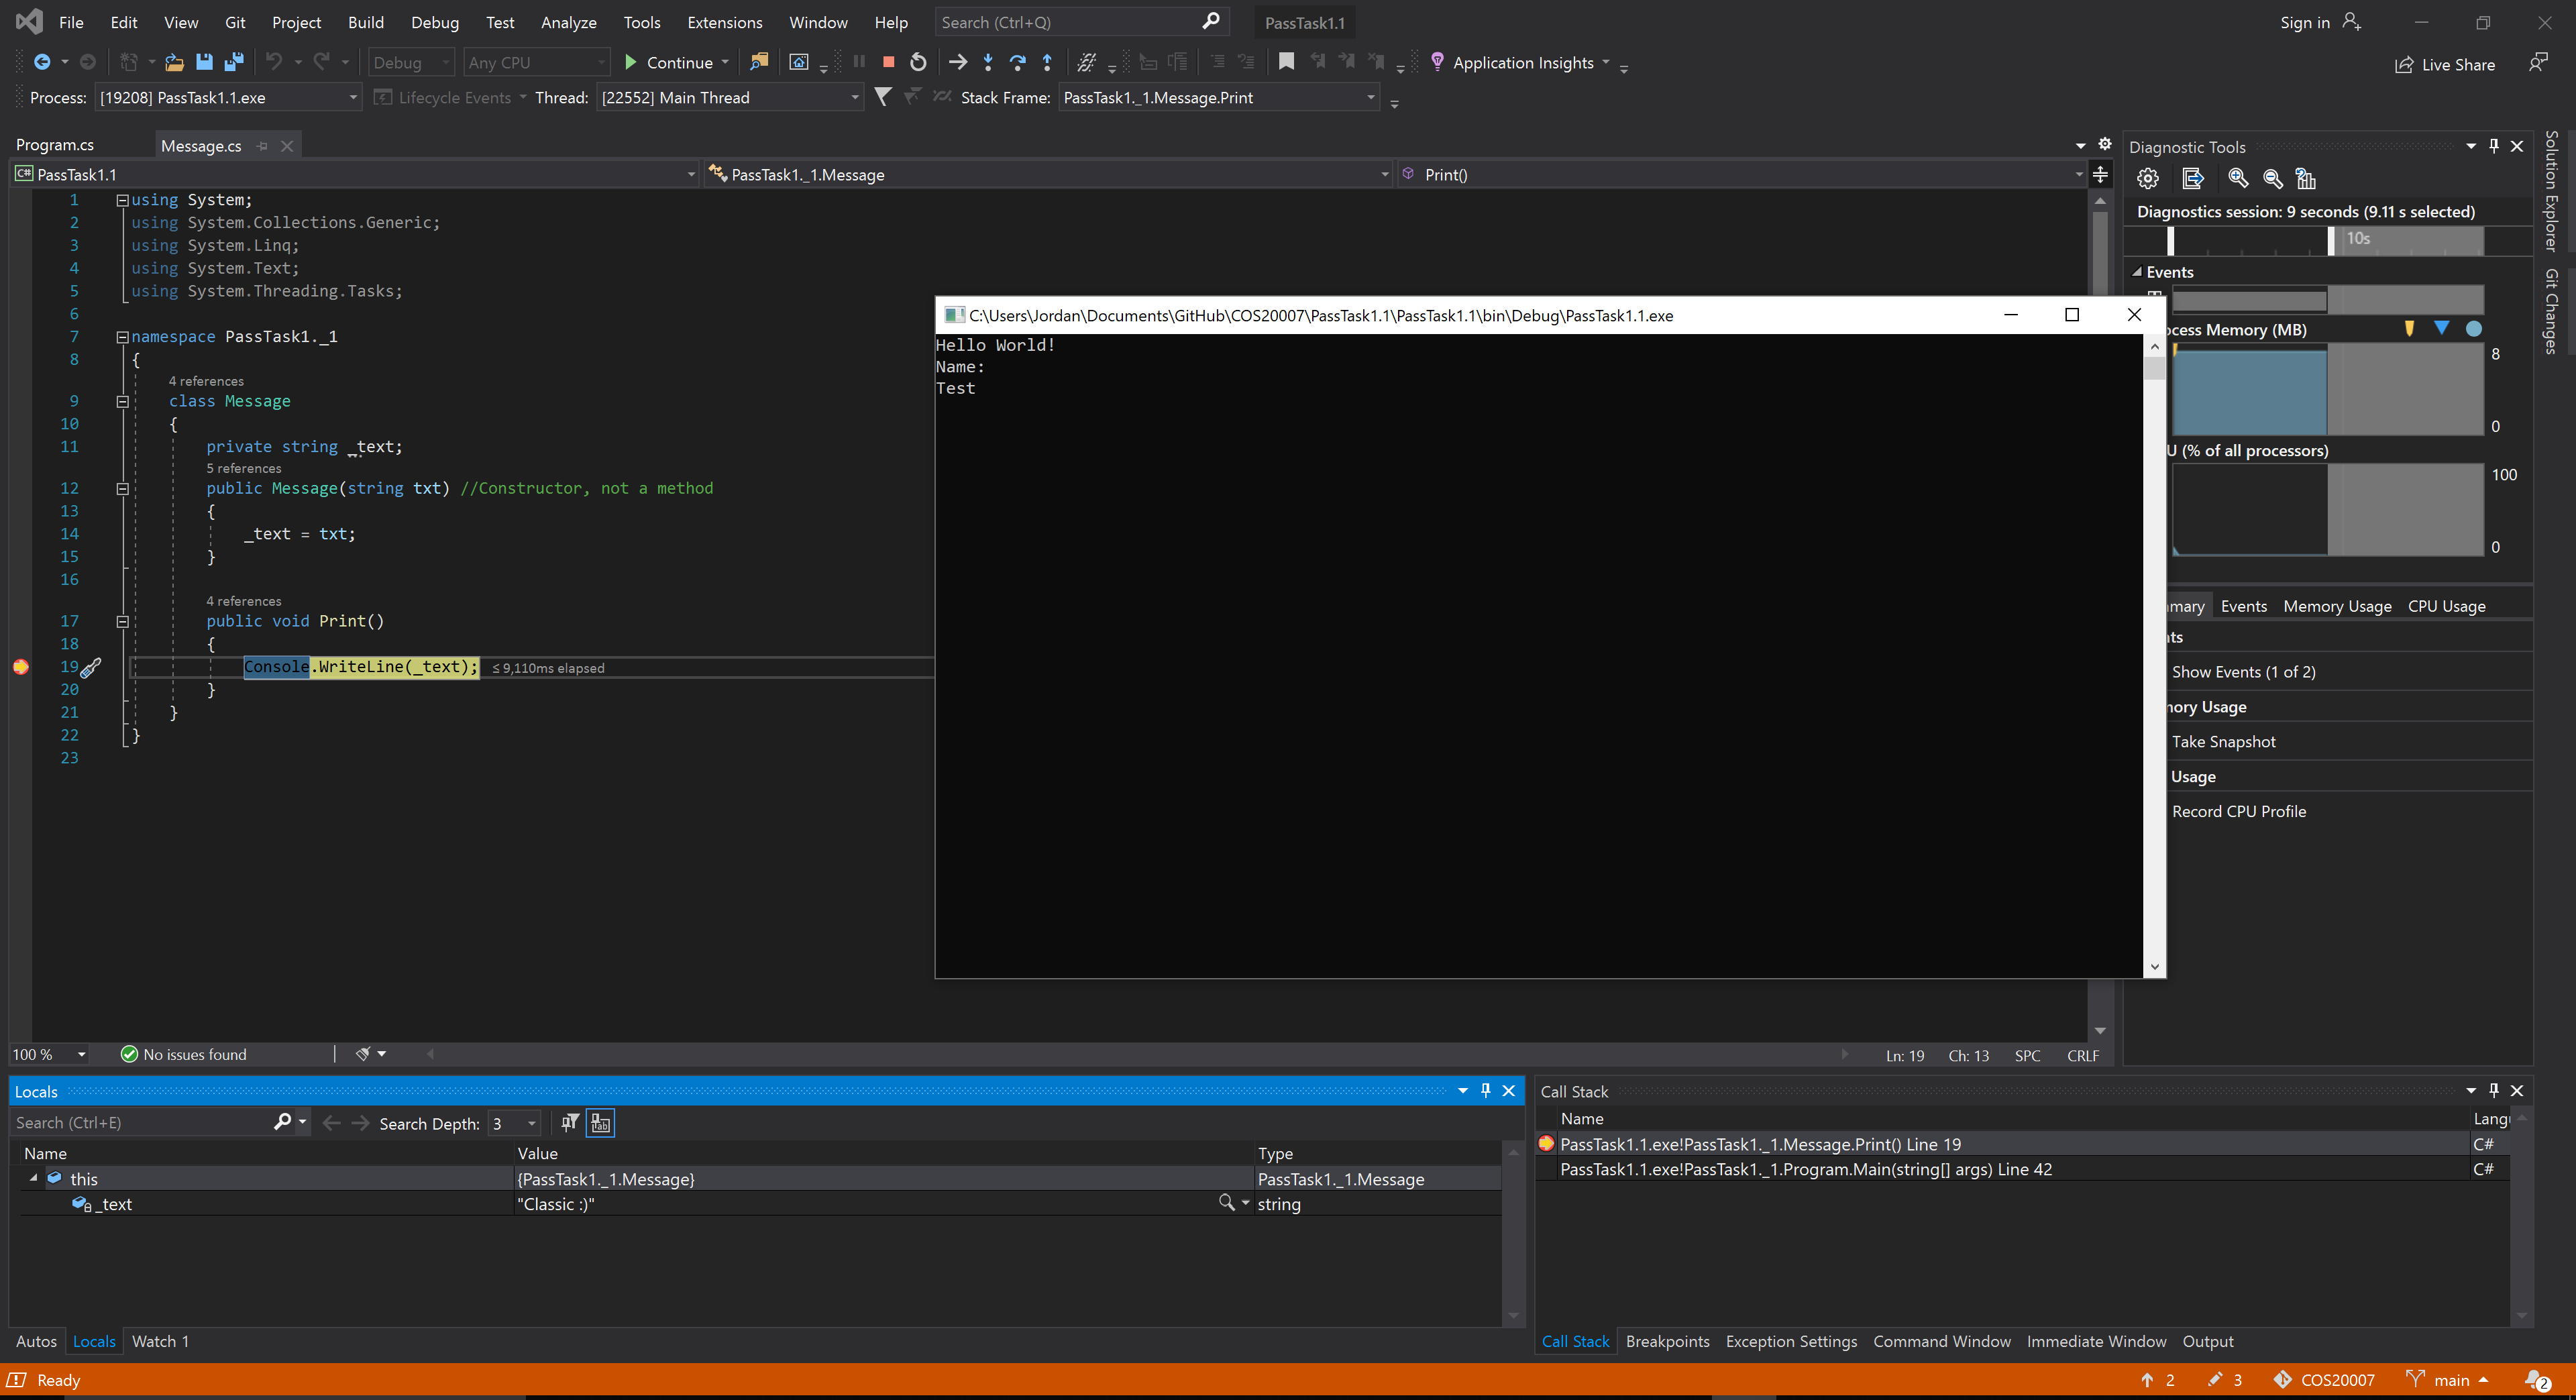 File Edit View Git Project Build Debug Test Analyze Tools Extensions Window Help Search (Ctrl+Q) PassTask1.1 Sign in
Debug Any CPU Continue Application Insights Live Share
Process: [19208] PassTask1.1.exe Lifecycle Events Thread: [22552] Main Thread Stack Frame: PassTask1._1.Message.Print
Program.cs Message.cs
PassTask1.1 PassTask1._1.Message Print()
1 using System;
2 using System.Collections.Generic;
3 using System.Linq;
4 using System.Text;
5 using System.Threading.Tasks;
6
7 namespace PassTask1._1
8 {
4 references
9 class Message
10 {
11 private string _text;
5 references
12 public Message(string txt) //Constructor, not a method
13 {
14 _text = txt;
15 }
16
4 references
17 public void Print()
18 {
19 Console.WriteLine(_text); ≤ 9,110ms elapsed
20 }
21 }
22 }
23
C:\Users\Jordan\Documents\GitHub\COS20007\PassTask1.1\PassTask1.1\bin\Debug\PassTask1.1.exe
Hello World!
Name:
Test
Diagnostic Tools
Diagnostics session: 9 seconds (9.11 s selected)
10s
Events
cess Memory (MB)
8
0
U (% of all processors)
100
0
mary Events Memory Usage CPU Usage
ts
Show Events (1 of 2)
ory Usage
Take Snapshot
Usage
Record CPU Profile
Solution Explorer
Git Changes
100 % No issues found Ln: 19 Ch: 13 SPC CRLF
Locals
Search (Ctrl+E) Search Depth: 3
Name Value Type
this {PassTask1._1.Message} PassTask1._1.Message
_text "Classic :)" string
Autos Locals Watch 1
Call Stack
Name Lang
PassTask1.1.exe!PassTask1._1.Message.Print() Line 19 C#
PassTask1.1.exe!PassTask1._1.Program.Main(string[] args) Line 42 C#
Call Stack Breakpoints Exception Settings Command Window Immediate Window Output
Ready 2 3 COS20007 main 2